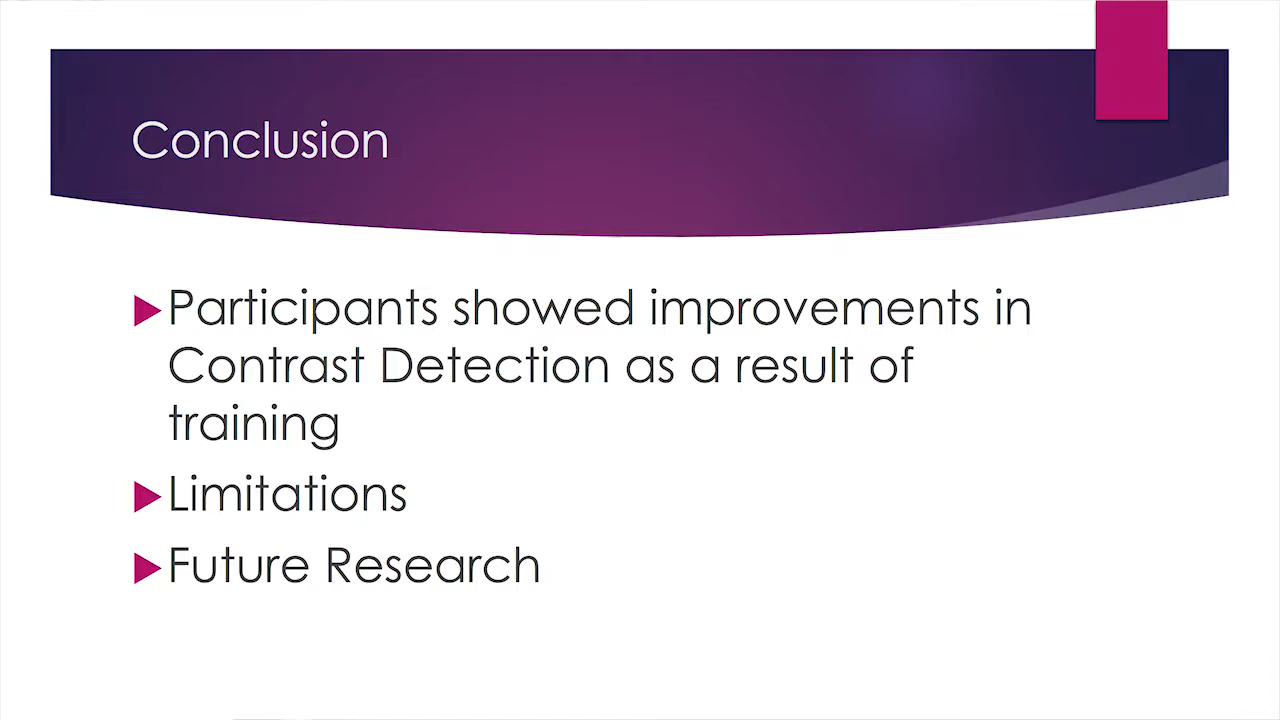 Conclusion
Participants showed improvements in
Contrast Detection as a result of
training
Limitations
Future Research